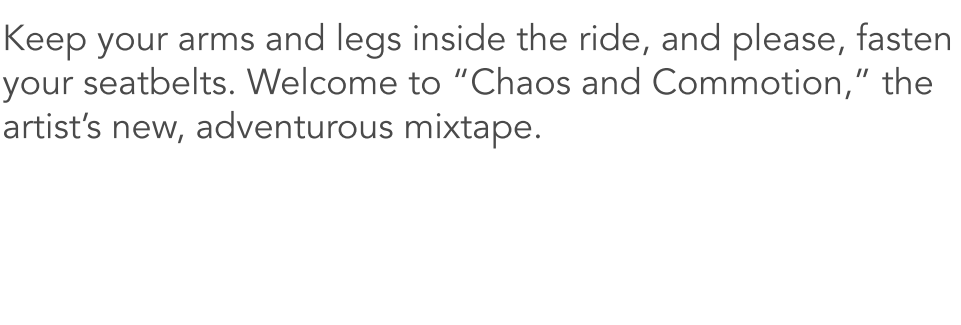 Keep your arms and legs inside the ride, and please, fasten
your seatbelts. Welcome to “Chaos and Commotion,” the
artist’s new, adventurous mixtape.